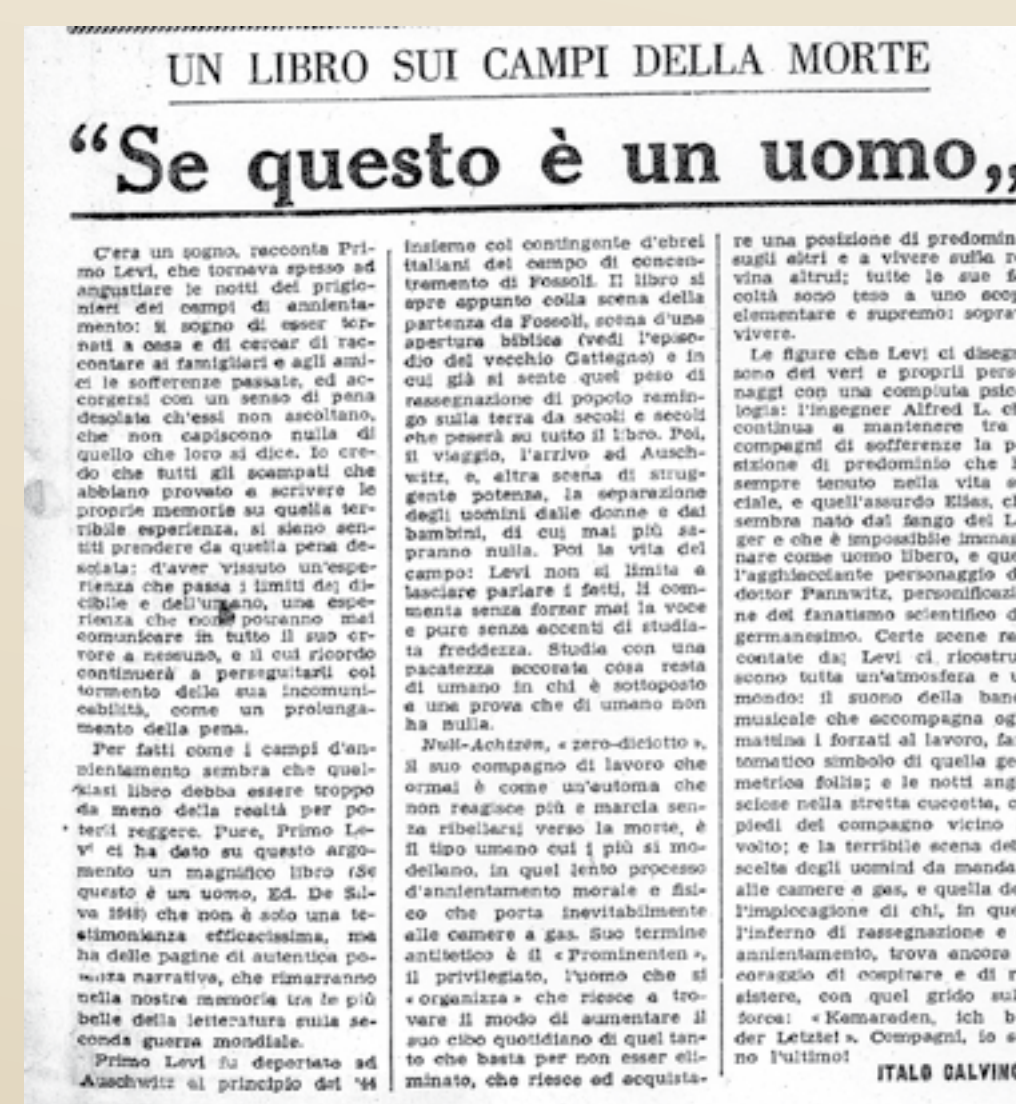 UN LIBRO SUI CAMPI DELLA MORTE
“Se questo è un uomo„
C'era un sogno, racconta Pri-
mo Levi, che tornava spesso ad
angustiare le notti dei prigio-
nieri dei campi di annienta-
mento: il sogno di esser tor-
nati a casa e di cercar di rac-
contare ai famigliari e agli ami-
ci le sofferenze passate, ed ac-
corgersi con un senso di pena
desolata ch'essi non ascoltano,
che non capiscono nulla di
quello che loro si dice. Io cre-
do che tutti gli scampati che
abbiano provato a scrivere le
proprie memorie su quella ter-
ribile esperienza, si siano sen-
titi prendere da quella pena de-
solata: d'aver vissuto un'espe-
rienza che passa i limiti dej di-
cibile e dell'umano, una espe-
rienza che non potranno mai
comunicare in tutto il suo or-
rore a nessuno, e il cui ricordo
continuerà a perseguitarli col
tormento della sua incomuni-
cabilità, come un prolunga-
mento della pena.
Per fatti come i campi d'an-
nientamento sembra che qual-
siasi libro debba essere troppo
da meno della realtà per po-
terli reggere. Pure, Primo Le-
vi ci ha dato su questo argo-
mento un magnifico libro (Se
questo è un uomo, Ed. De Sil-
va 1948) che non è solo una te-
stimonianza efficacissima, ma
ha delle pagine di autentica po-
tenza narrativa, che rimarranno
nella nostra memoria tra le più
belle della letteratura sulla se-
conda guerra mondiale.
Primo Levi fu deportato ad
Auschwitz al principio del '44
insieme col contingente d'ebrei
italiani del campo di concen-
tramento di Fossoli. Il libro si
apre appunto colla scena della
partenza da Fossoli, scena d'una
apertura biblica (vedi l'episo-
dio del vecchio Gattegno) e in
cui già si sente quel peso di
rassegnazione di popolo ramin-
go sulla terra da secoli e secoli
che peserà su tutto il libro. Poi,
il viaggio, l'arrivo ad Ausch-
witz, e, altra scena di strug-
gente potenza, la separazione
degli uomini dalle donne e dai
bambini, di cui mai più sa-
pranno nulla. Poi la vita del
campo: Levi non si limita a
lasciare parlare i fatti, li com-
menta senza forzar mai la voce
e pure senza accenti di studia-
ta freddezza. Studia con una
pacatezza accorata cosa resta
di umano in chi è sottoposto
a una prova che di umano non
ha nulla.
Null-Achtzen, « zero-diciotto »,
il suo compagno di lavoro che
ormai è come un'automa che
non reagisce più e marcia sen-
za ribellarsi verso la morte, è
il tipo umano cui i più si mo-
dellano, in quel lento processo
d'annientamento morale e fisi-
co che porta inevitabilmente
alle camere a gas. Suo termine
antitetico è il « Prominenten »,
il privilegiato, l'uomo che si
« organizza » che riesce a tro-
vare il modo di aumentare il
suo cibo quotidiano di quel tan-
to che basta per non esser eli-
minato, che riesce ad acquista-
re una posizione di predomin
sugli altri e a vivere sulla r
vina altrui; tutte le sue f
coltà sono tese a uno scop
elementare e supremo: soprav
vivere.
Le figure che Levi ci disegn
sono dei veri e proprii perso
naggi con una compiuta psico
logia: l'ingegner Alfred L. ch
continua a mantenere tra
compagni di sofferenze la p
sizione di predominio che h
sempre tenuto nella vita s
ciale, e quell'assurdo Elias, ch
sembra nato dal fango del L
ger e che è impossibile immag
nare come uomo libero, e que
l'agghiacciante personaggio d
dottor Pannwitz, personificazi
ne del fanatismo scientifico d
germanesimo. Certe scene ra
contate da; Levi ci ricostru
scono tutta un'atmosfera e u
mondo: il suono della band
musicale che accompagna og
mattina i forzati al lavoro, fa
tomatico simbolo di quella ge
metrica follia; e le notti ang
sciose nella stretta cuccetta, c
piedi del compagno vicino
volto; e la terribile scena del
scelta degli uomini da manda
alle camere a gas, e quella de
l'impiccagione di chi, in que
l'inferno di rassegnazione e
annientamento, trova ancora
coraggio di cospirare e di r
sistere, con quel grido sul
forca: « Kamaraden, ich b
der Letzte! ». Compagni, io s
no l'ultimo!
ITALO CALVINO